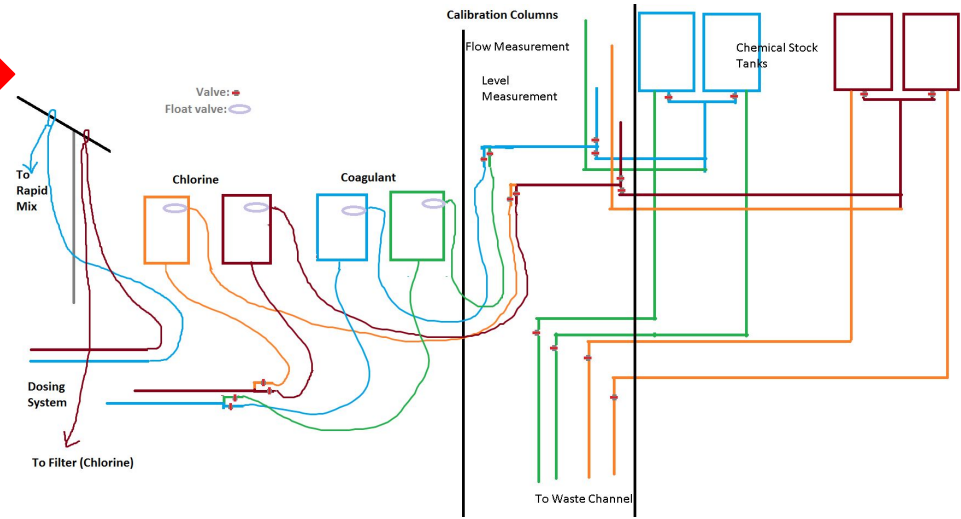 Calibration Columns
Flow Measurement
Level
Measurement
Chemical Stock
Tanks
Valve:
Float valve:
To
Rapid
Mix
Chlorine
Coagulant
Dosing
System
To Filter (Chlorine)
To Waste Channel